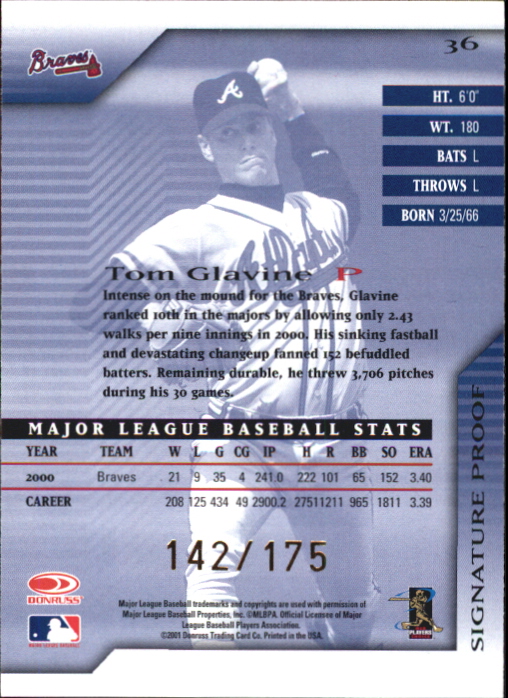 Braves
36
A
HT. 6'0"
WT. 180
BATS L
THROWS L
BORN 3/25/66
Tom Glavine P
Intense on the mound for the Braves, Glavine
ranked 10th in the majors by allowing only 2.43
walks per nine innings in 2000. His sinking fastball
and devastating changeup fanned 152 befuddled
batters. Remaining durable, he threw 3,706 pitches
during his 30 games.
SIGNATURE PROOF
MAJOR LEAGUE BASEBALL STATS
YEAR TEAM W L G CG IP H R BB SO ERA
2000 Braves 21 9 35 4 241.0 222 101 65 152 3.40
CAREER 208 125 434 49 2900.2 2751 1211 965 1811 3.39
142/175
DONRUSS
Major League Baseball trademarks and copyrights are used with permission of
Major League Baseball Properties, Inc. ©MLBPA. Official Licensee of Major
League Baseball Players Association.
©2001 Donruss Trading Card Co. Printed in the USA.
PLAYERS